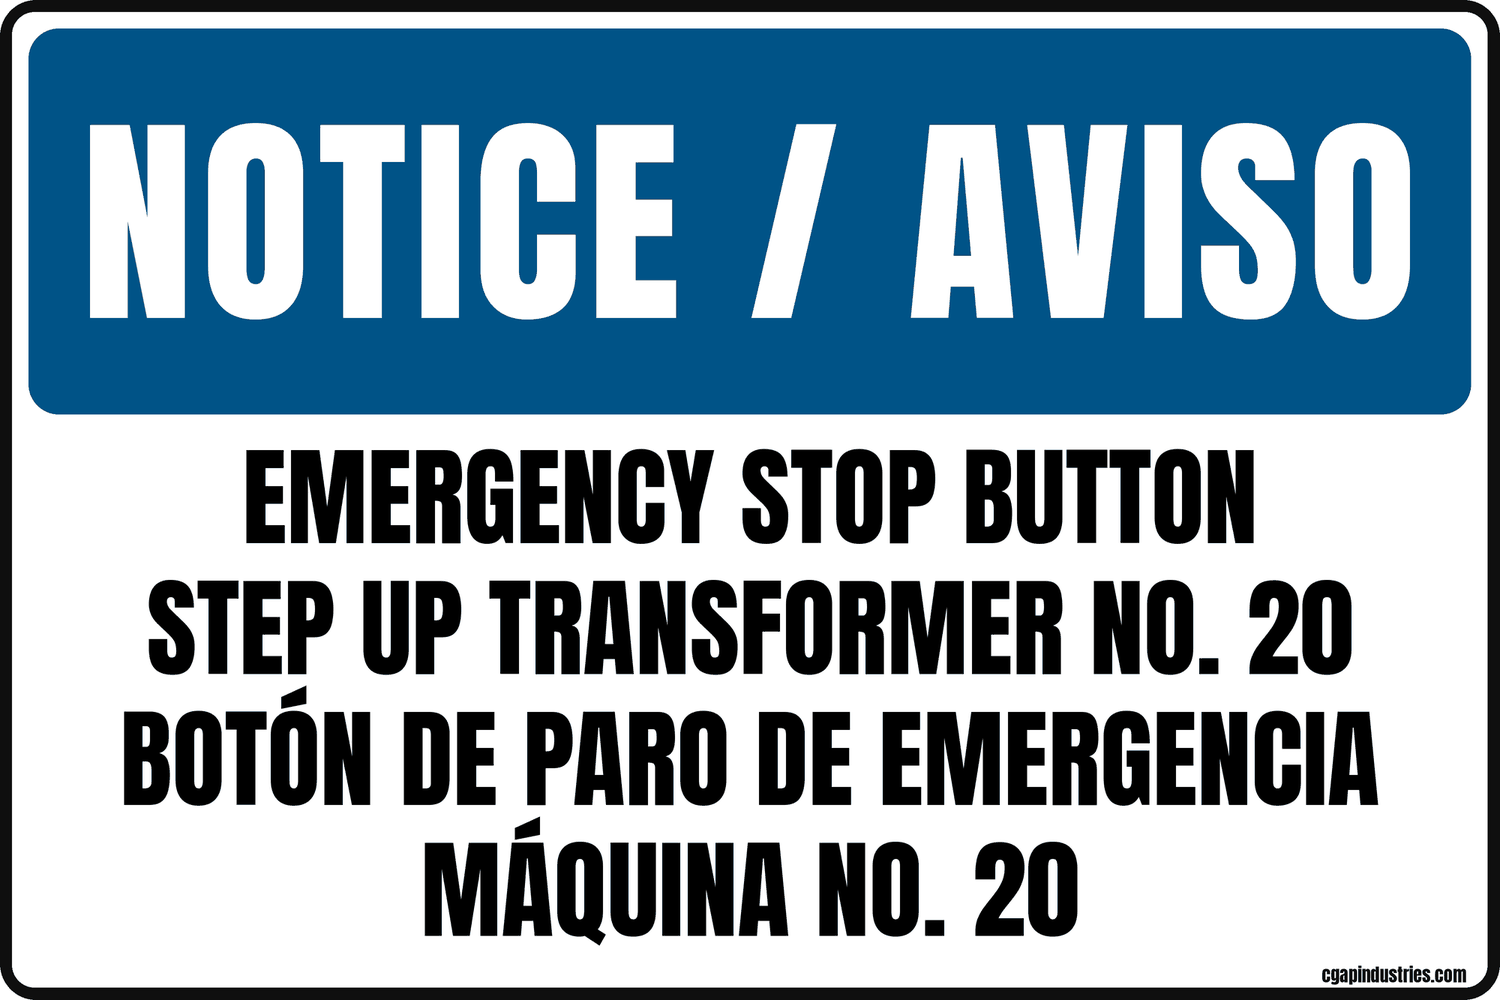 NOTICE / AVISO
EMERGENCY STOP BUTTON
STEP UP TRANSFORMER NO. 20
BOTÓN DE PARO DE EMERGENCIA
MÁQUINA NO. 20
cgapindustries.com